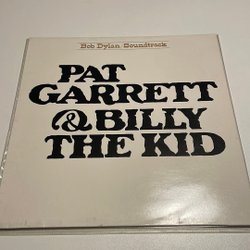 Bob Dylan Soundtrack
PAT
GARRETT
& BILLY
THE KID